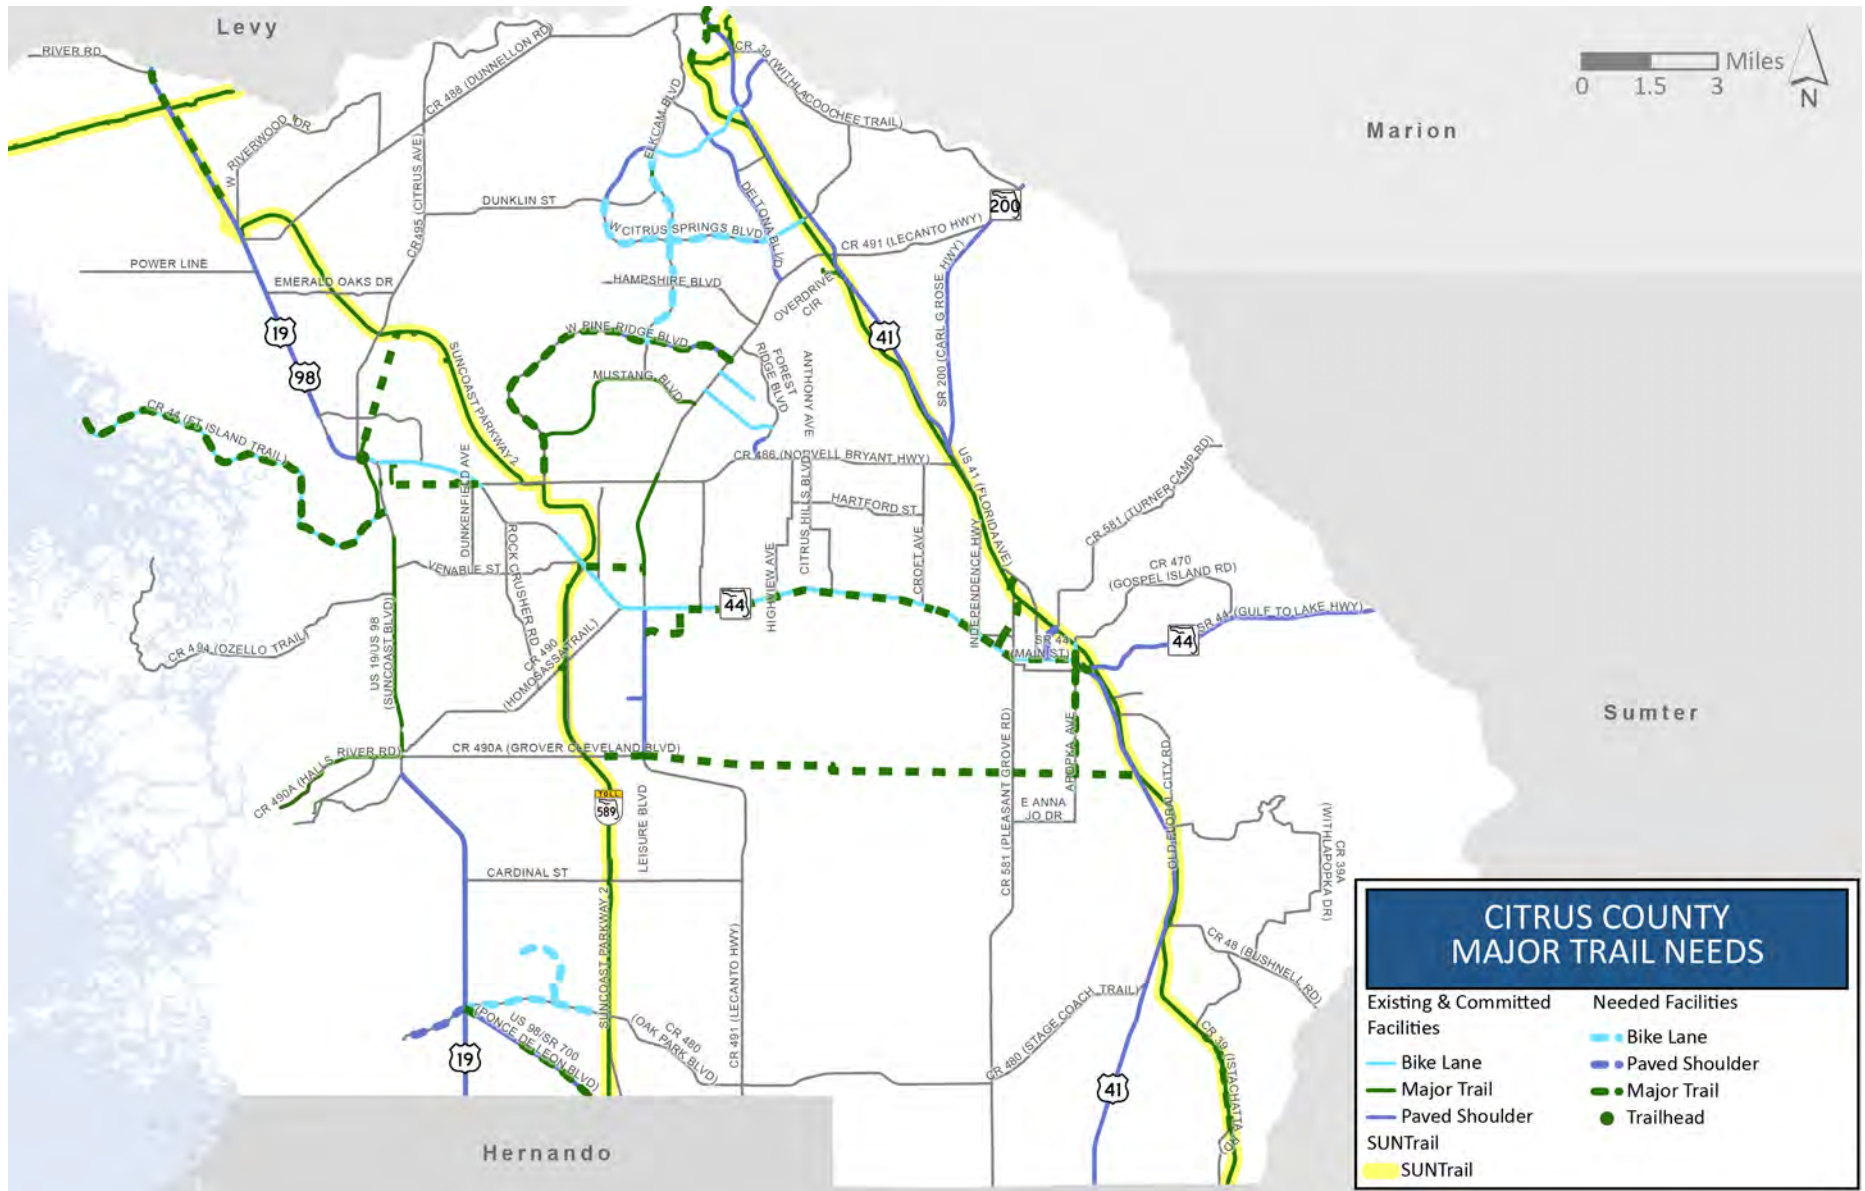 Levy
RIVER RD
CR 488 (DUNNELLON RD)
CR 39 (WITHLACOOCHEE TRAIL)
0 1.5 3 Miles
N
Marion
W RIVERWOOD DR
CR 495 (CITRUS AVE)
ELKCAM BLVD
DUNKLIN ST
DELTONA BLVD
200
W CITRUS SPRINGS BLVD
CR 491 (LECANTO HWY)
POWER LINE
EMERALD OAKS DR
HAMPSHIRE BLVD
OVERDRIVE
CIR
SR 200 (CARL G ROSE HWY)
19
98
41
W PINE RIDGE BLVD
SUNCOAST PARKWAY 2
MUSTANG BLVD
FOREST
RIDGE BLVD
ANTHONY AVE
CR 44 (FT ISLAND TRAIL)
CR 486 (NORVELL BRYANT HWY)
US 41 (FLORIDA AVE)
CR 581 (TURNER CAMP RD)
DUNKENFIELD AVE
CITRUS HILLS BLVD
HARTFORD ST
ROCK CRUSHER RD
VENABLE ST
HIGHVIEW AVE
CROFT AVE
INDEPENDENCE HWY
CR 470
(GOSPEL ISLAND RD)
44
SR 44 (GULF TO LAKE HWY)
44
SR 44
(MAIN ST)
CR 494 (OZELLO TRAIL)
US 19/US 98
(SUNCOAST BLVD)
CR 490
(HOMOSASSA TRAIL)
Sumter
CR 490A (HALLS RIVER RD)
CR 490A (GROVER CLEVELAND BLVD)
CR 581 (PLEASANT GROVE RD)
APOPKA AVE
OLD FLORAL CITY RD
TOLL
589
LEISURE BLVD
E ANNA
JO DR
CR 39A
(WITHLAPOPKA DR)
CARDINAL ST
SUNCOAST PARKWAY 2
CR 491 (LECANTO HWY)
CR 48 (BUSHNELL RD)
CR 480 (STAGE COACH TRAIL)
US 98/SR 700
(PONCE DE LEON BLVD)
CR 480
(OAK PARK BLVD)
CR 39 (ISTACHATTA RD)
19
41
Hernando
CITRUS COUNTY
MAJOR TRAIL NEEDS
Existing & Committed
Facilities
Bike Lane
Major Trail
Paved Shoulder
SUNTrail
SUNTrail
Needed Facilities
Bike Lane
Paved Shoulder
Major Trail
Trailhead